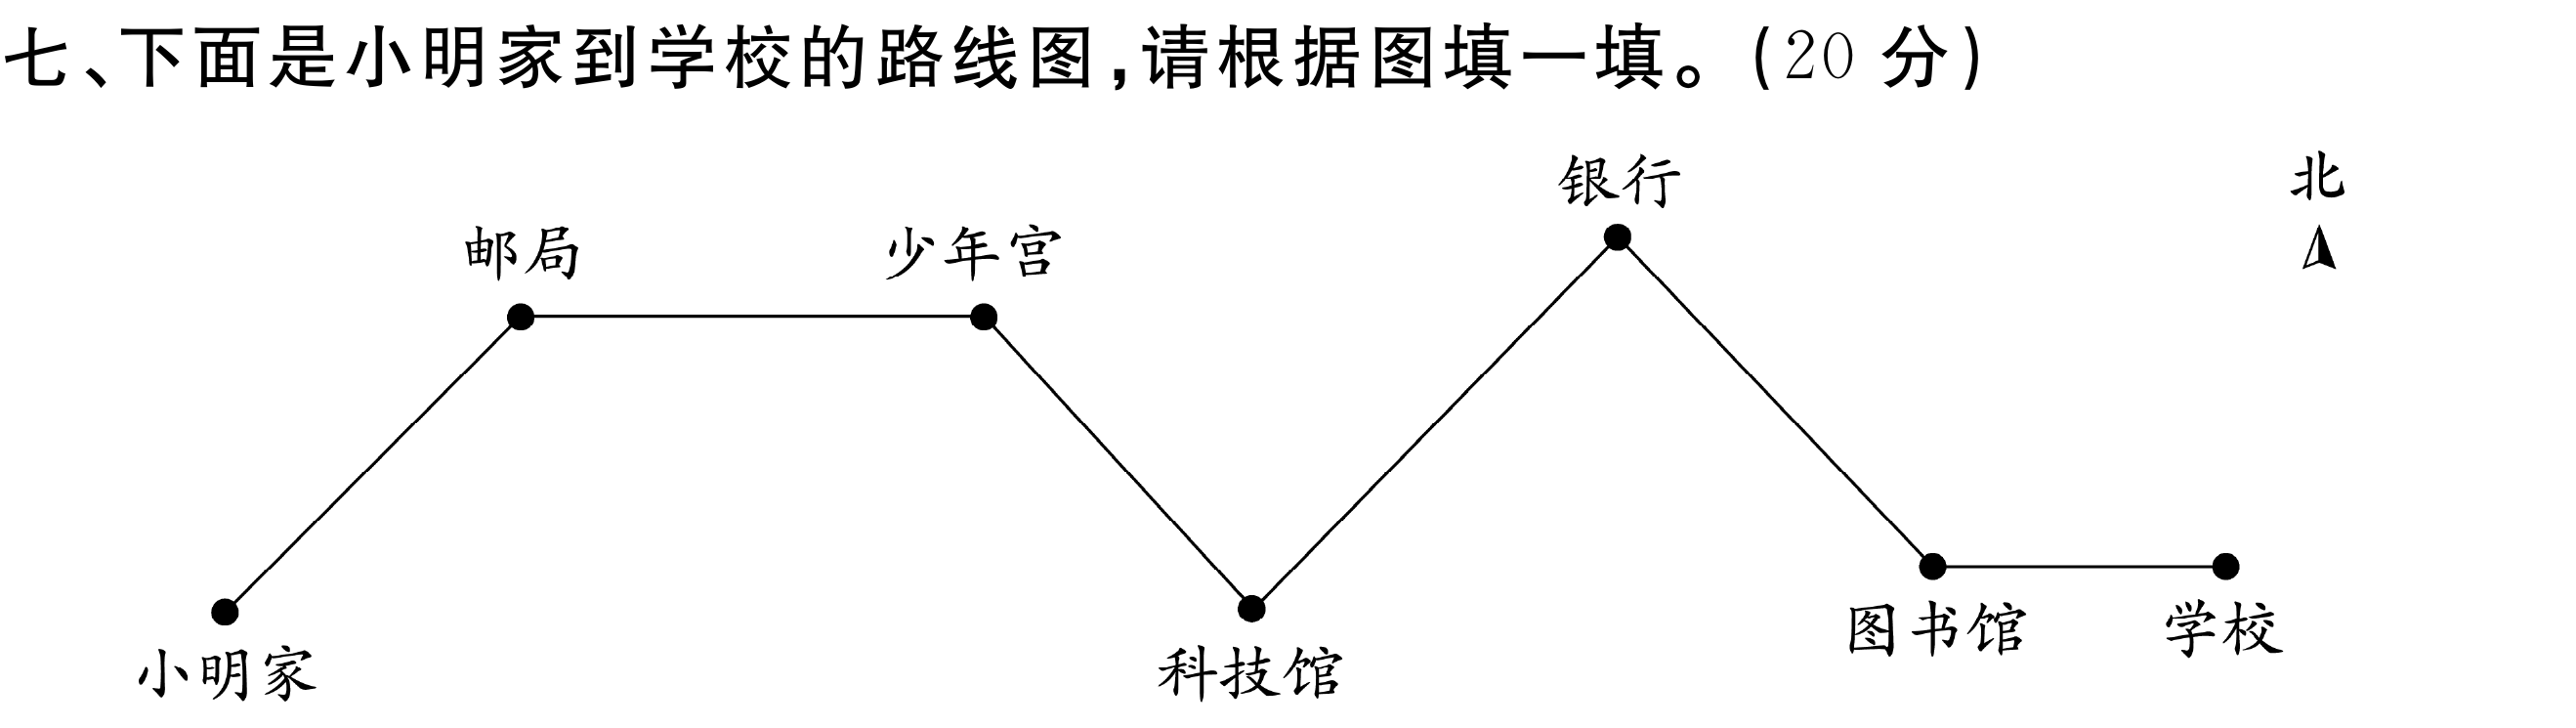 七、下面是小明家到学校的路线图,请根据图填一填。(20 分)
银行
北
邮局
少年宫
图书馆
学校
小明家
科技馆